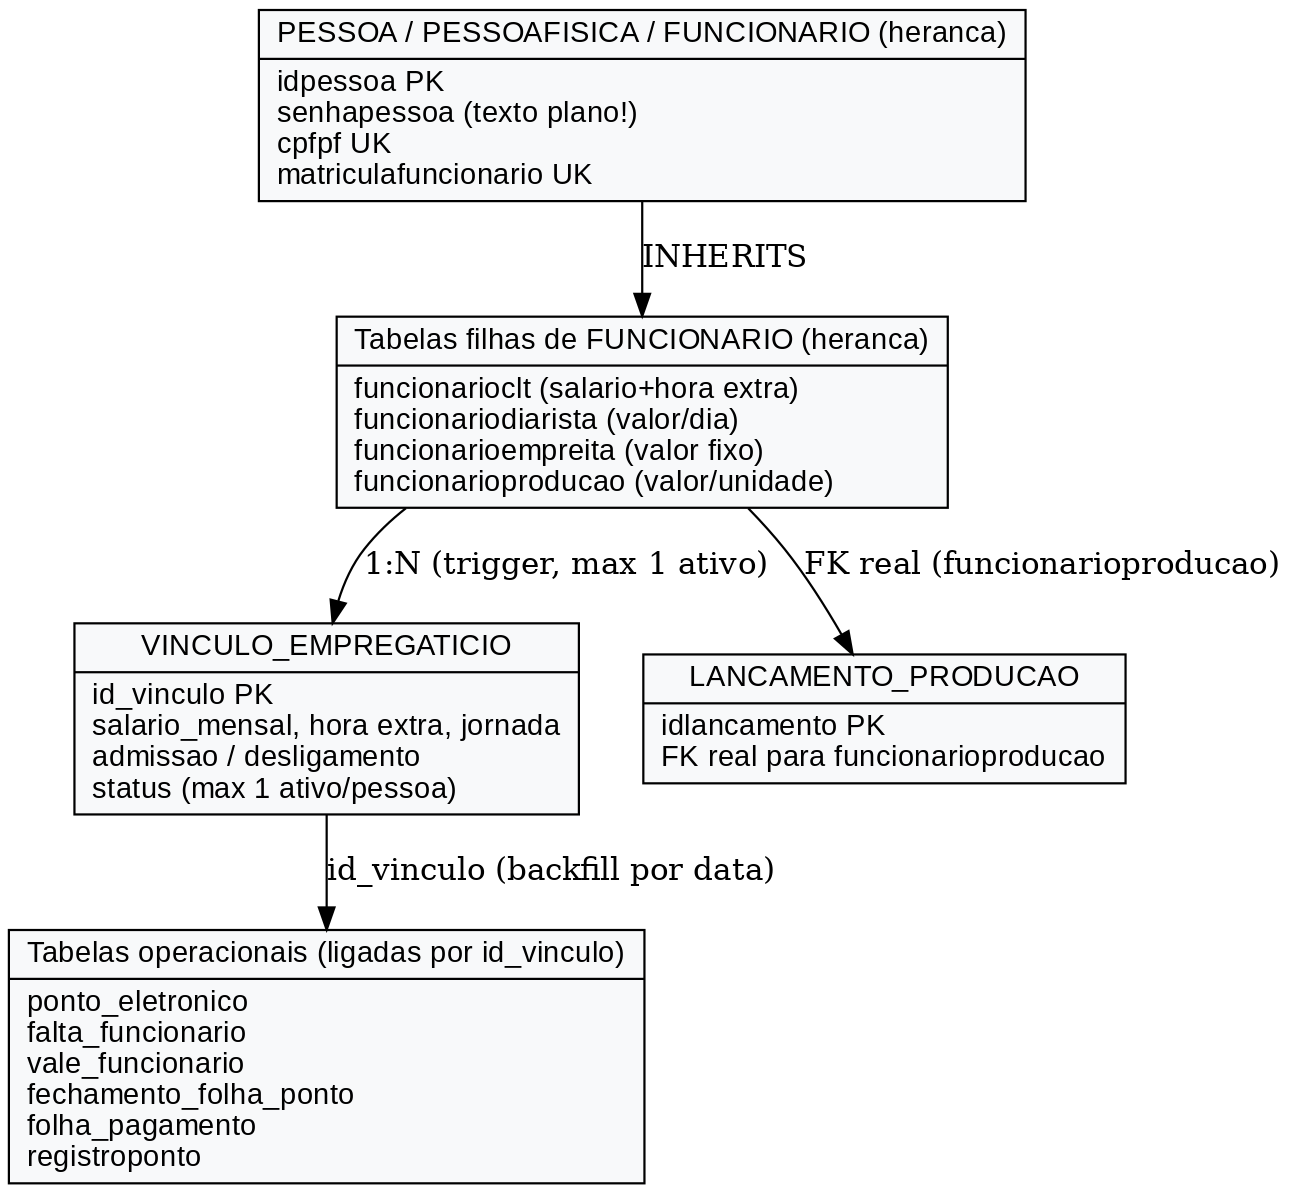 PESSOA / PESSOAFISICA / FUNCIONARIO (heranca)
idpessoa PK
senhapessoa (texto plano!)
cpfpf UK
matriculafuncionario UK
INHERITS
Tabelas filhas de FUNCIONARIO (heranca)
funcionarioclt (salario+hora extra)
funcionariodiarista (valor/dia)
funcionarioempreita (valor fixo)
funcionarioproducao (valor/unidade)
1:N (trigger, max 1 ativo)
FK real (funcionarioproducao)
VINCULO_EMPREGATICIO
id_vinculo PK
salario_mensal, hora extra, jornada
admissao / desligamento
status (max 1 ativo/pessoa)
LANCAMENTO_PRODUCAO
idlancamento PK
FK real para funcionarioproducao
id_vinculo (backfill por data)
Tabelas operacionais (ligadas por id_vinculo)
ponto_eletronico
falta_funcionario
vale_funcionario
fechamento_folha_ponto
folha_pagamento
registroponto